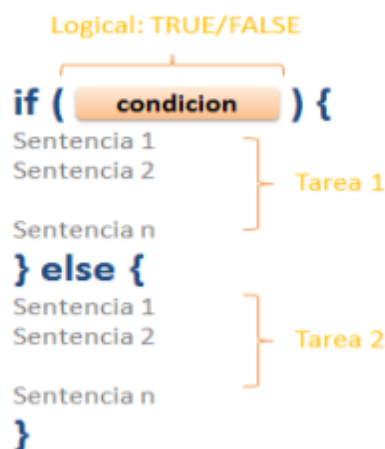 Logical: TRUE/FALSE
if ( condicion ) {
Sentencia 1
Sentencia 2
Tarea 1
Sentencia n
} else {
Sentencia 1
Sentencia 2
Tarea 2
Sentencia n
}